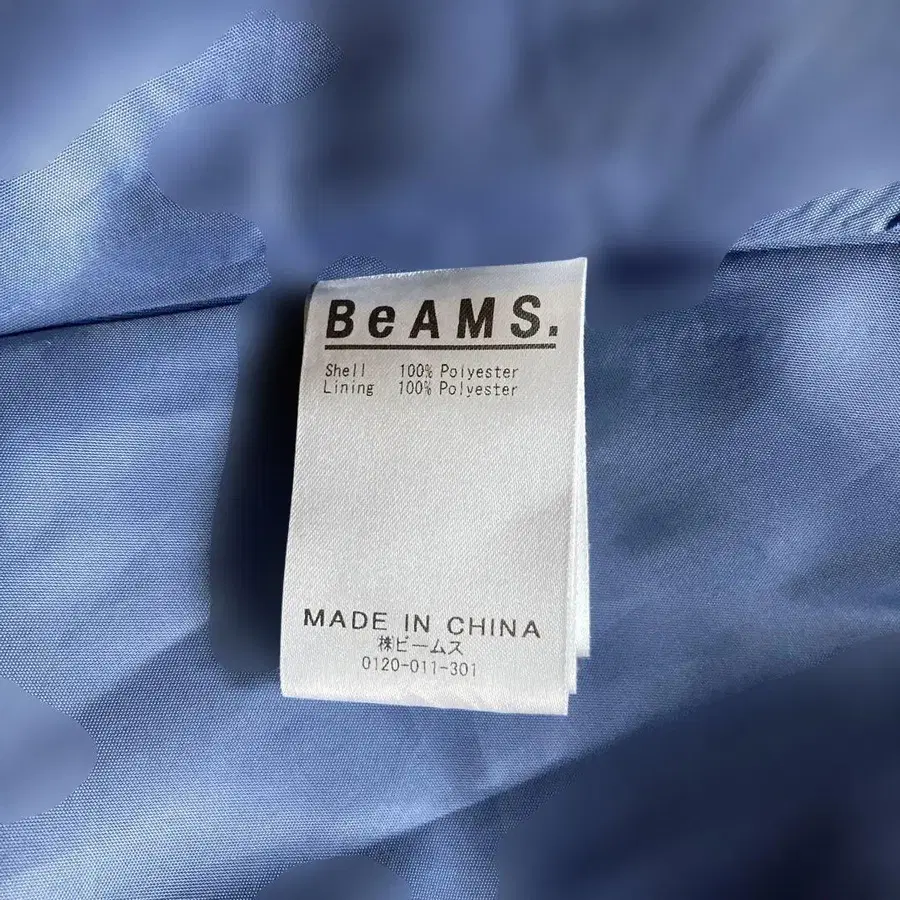 BeAMS.
Shell 100% Polyester
Lining 100% Polyester
MADE IN CHINA
㈱ビームス
0120-011-301